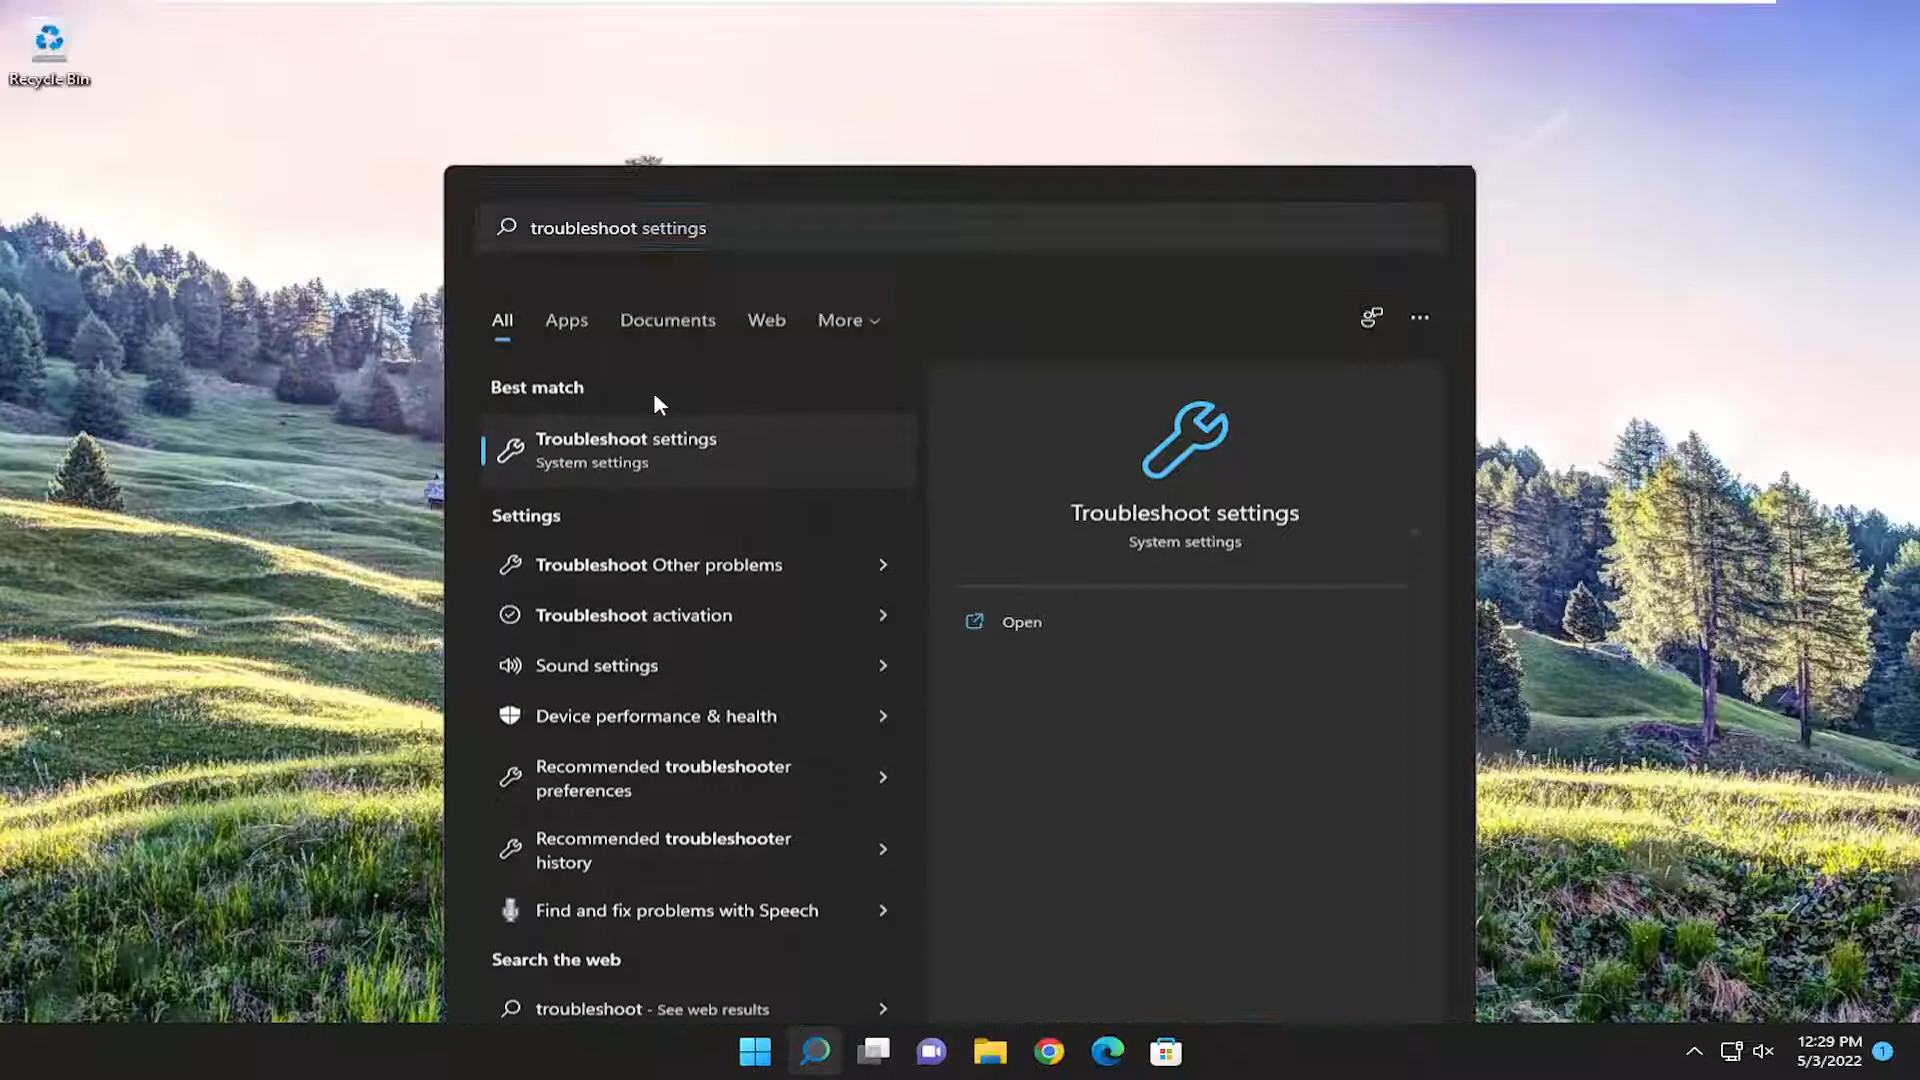 Recycle Bin
troubleshoot settings
All Apps Documents Web More
Best match
Troubleshoot settings
System settings
Settings
Troubleshoot Other problems
Troubleshoot activation
Sound settings
Device performance & health
Recommended troubleshooter
preferences
Recommended troubleshooter
history
Find and fix problems with Speech
Search the web
troubleshoot - See web results
Troubleshoot settings
System settings
Open
12:29 PM
5/3/2022
1